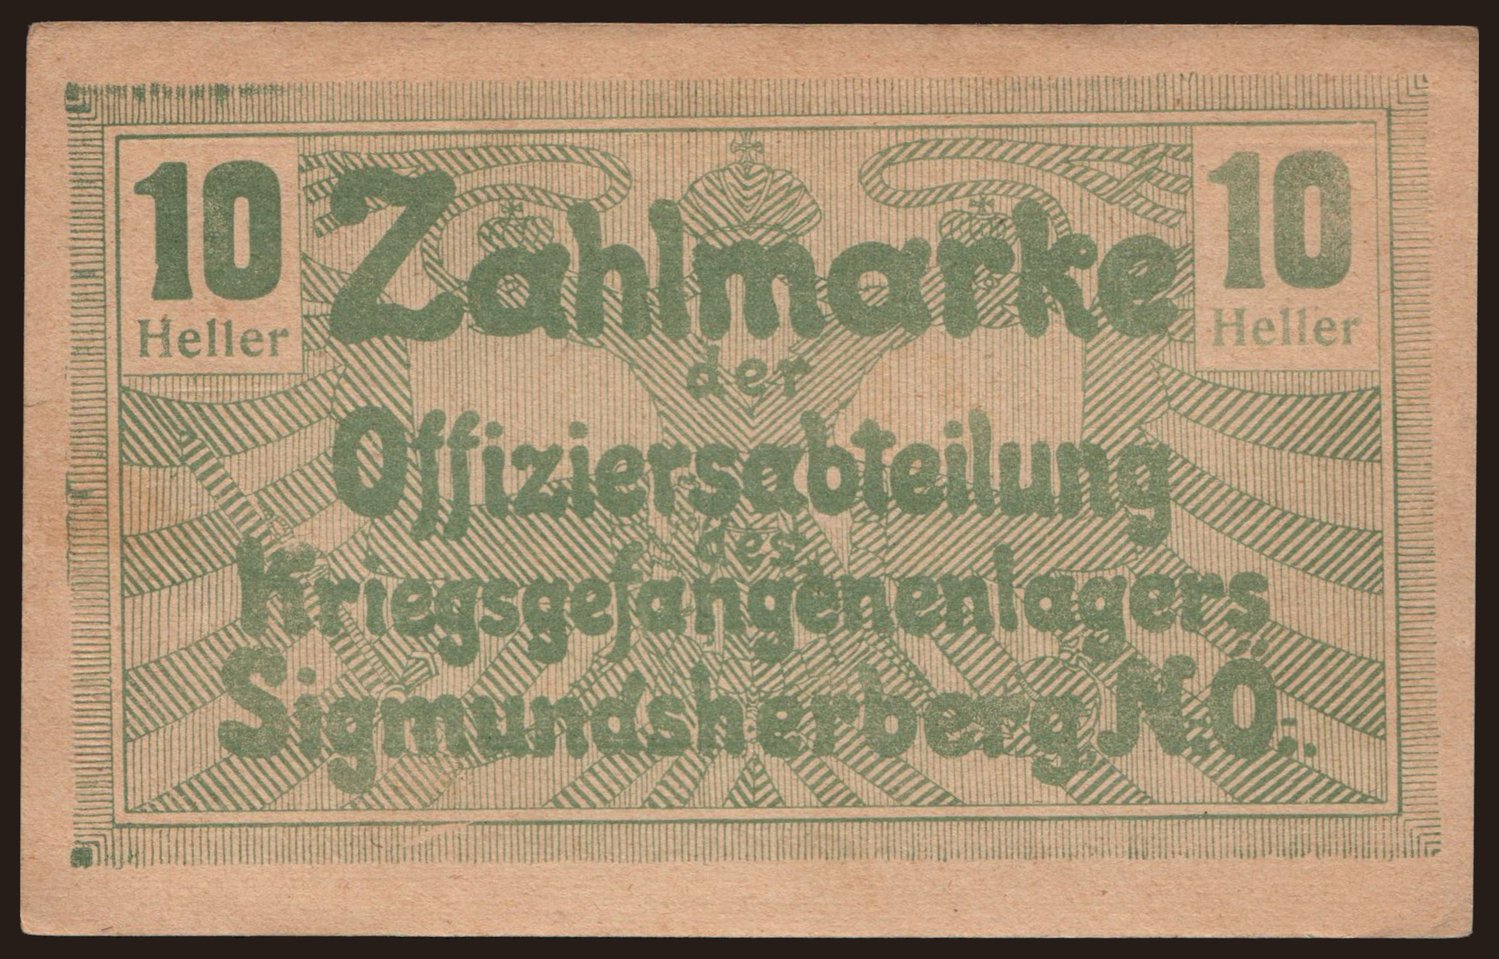 10 Heller
10 Heller
Zahlmarke
der
Offiziersabteilung
des
Kriegsgefangenenlagers
Sigmundsherberg N.-Ö.